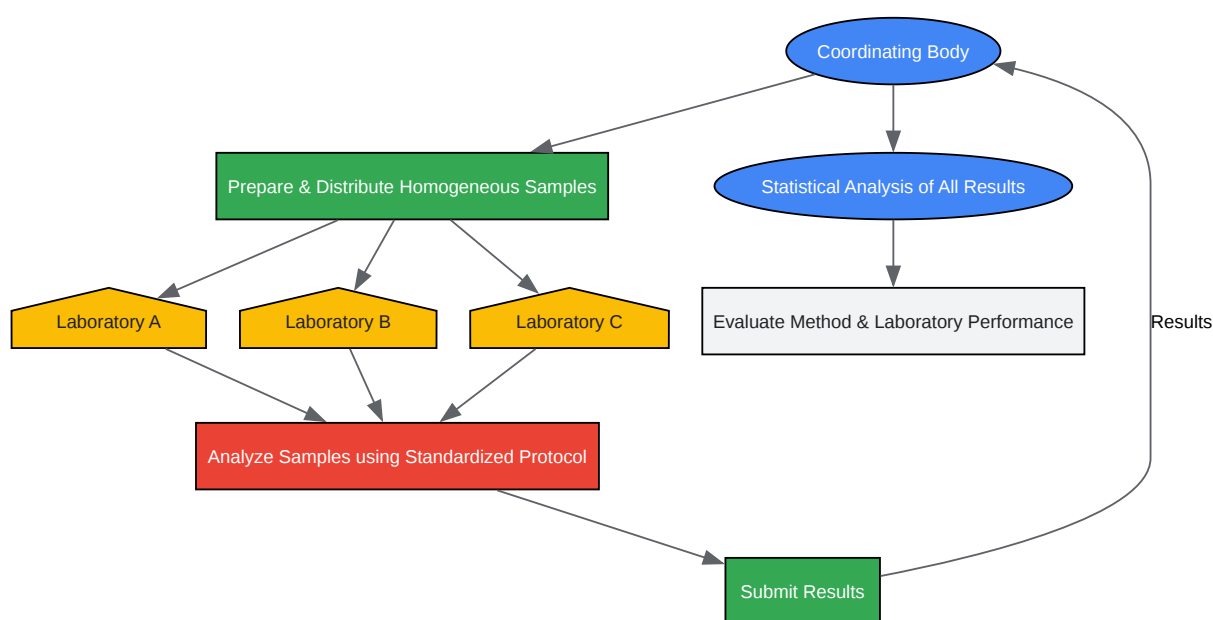 Coordinating Body
Prepare & Distribute Homogeneous Samples
Statistical Analysis of All Results
Laboratory A
Laboratory B
Laboratory C
Evaluate Method & Laboratory Performance
Results
Analyze Samples using Standardized Protocol
Submit Results